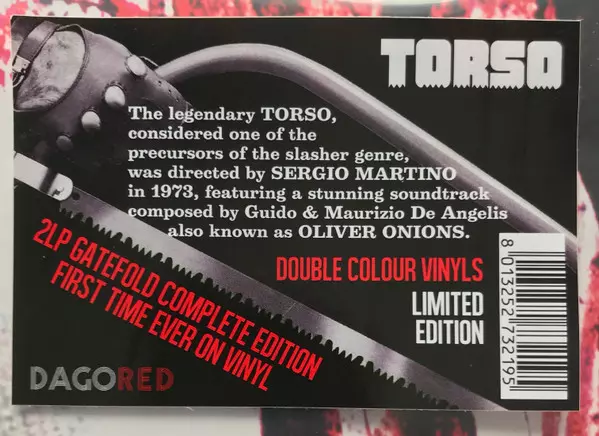 TORSO
The legendary TORSO,
considered one of the
precursors of the slasher genre,
was directed by SERGIO MARTINO
in 1973, featuring a stunning soundtrack
composed by Guido & Maurizio De Angelis
also known as OLIVER ONIONS.
2LP GATEFOLD COMPLETE EDITION
FIRST TIME EVER ON VINYL
DOUBLE COLOUR VINYLS
LIMITED
EDITION
8 013252 732195
DAGORED